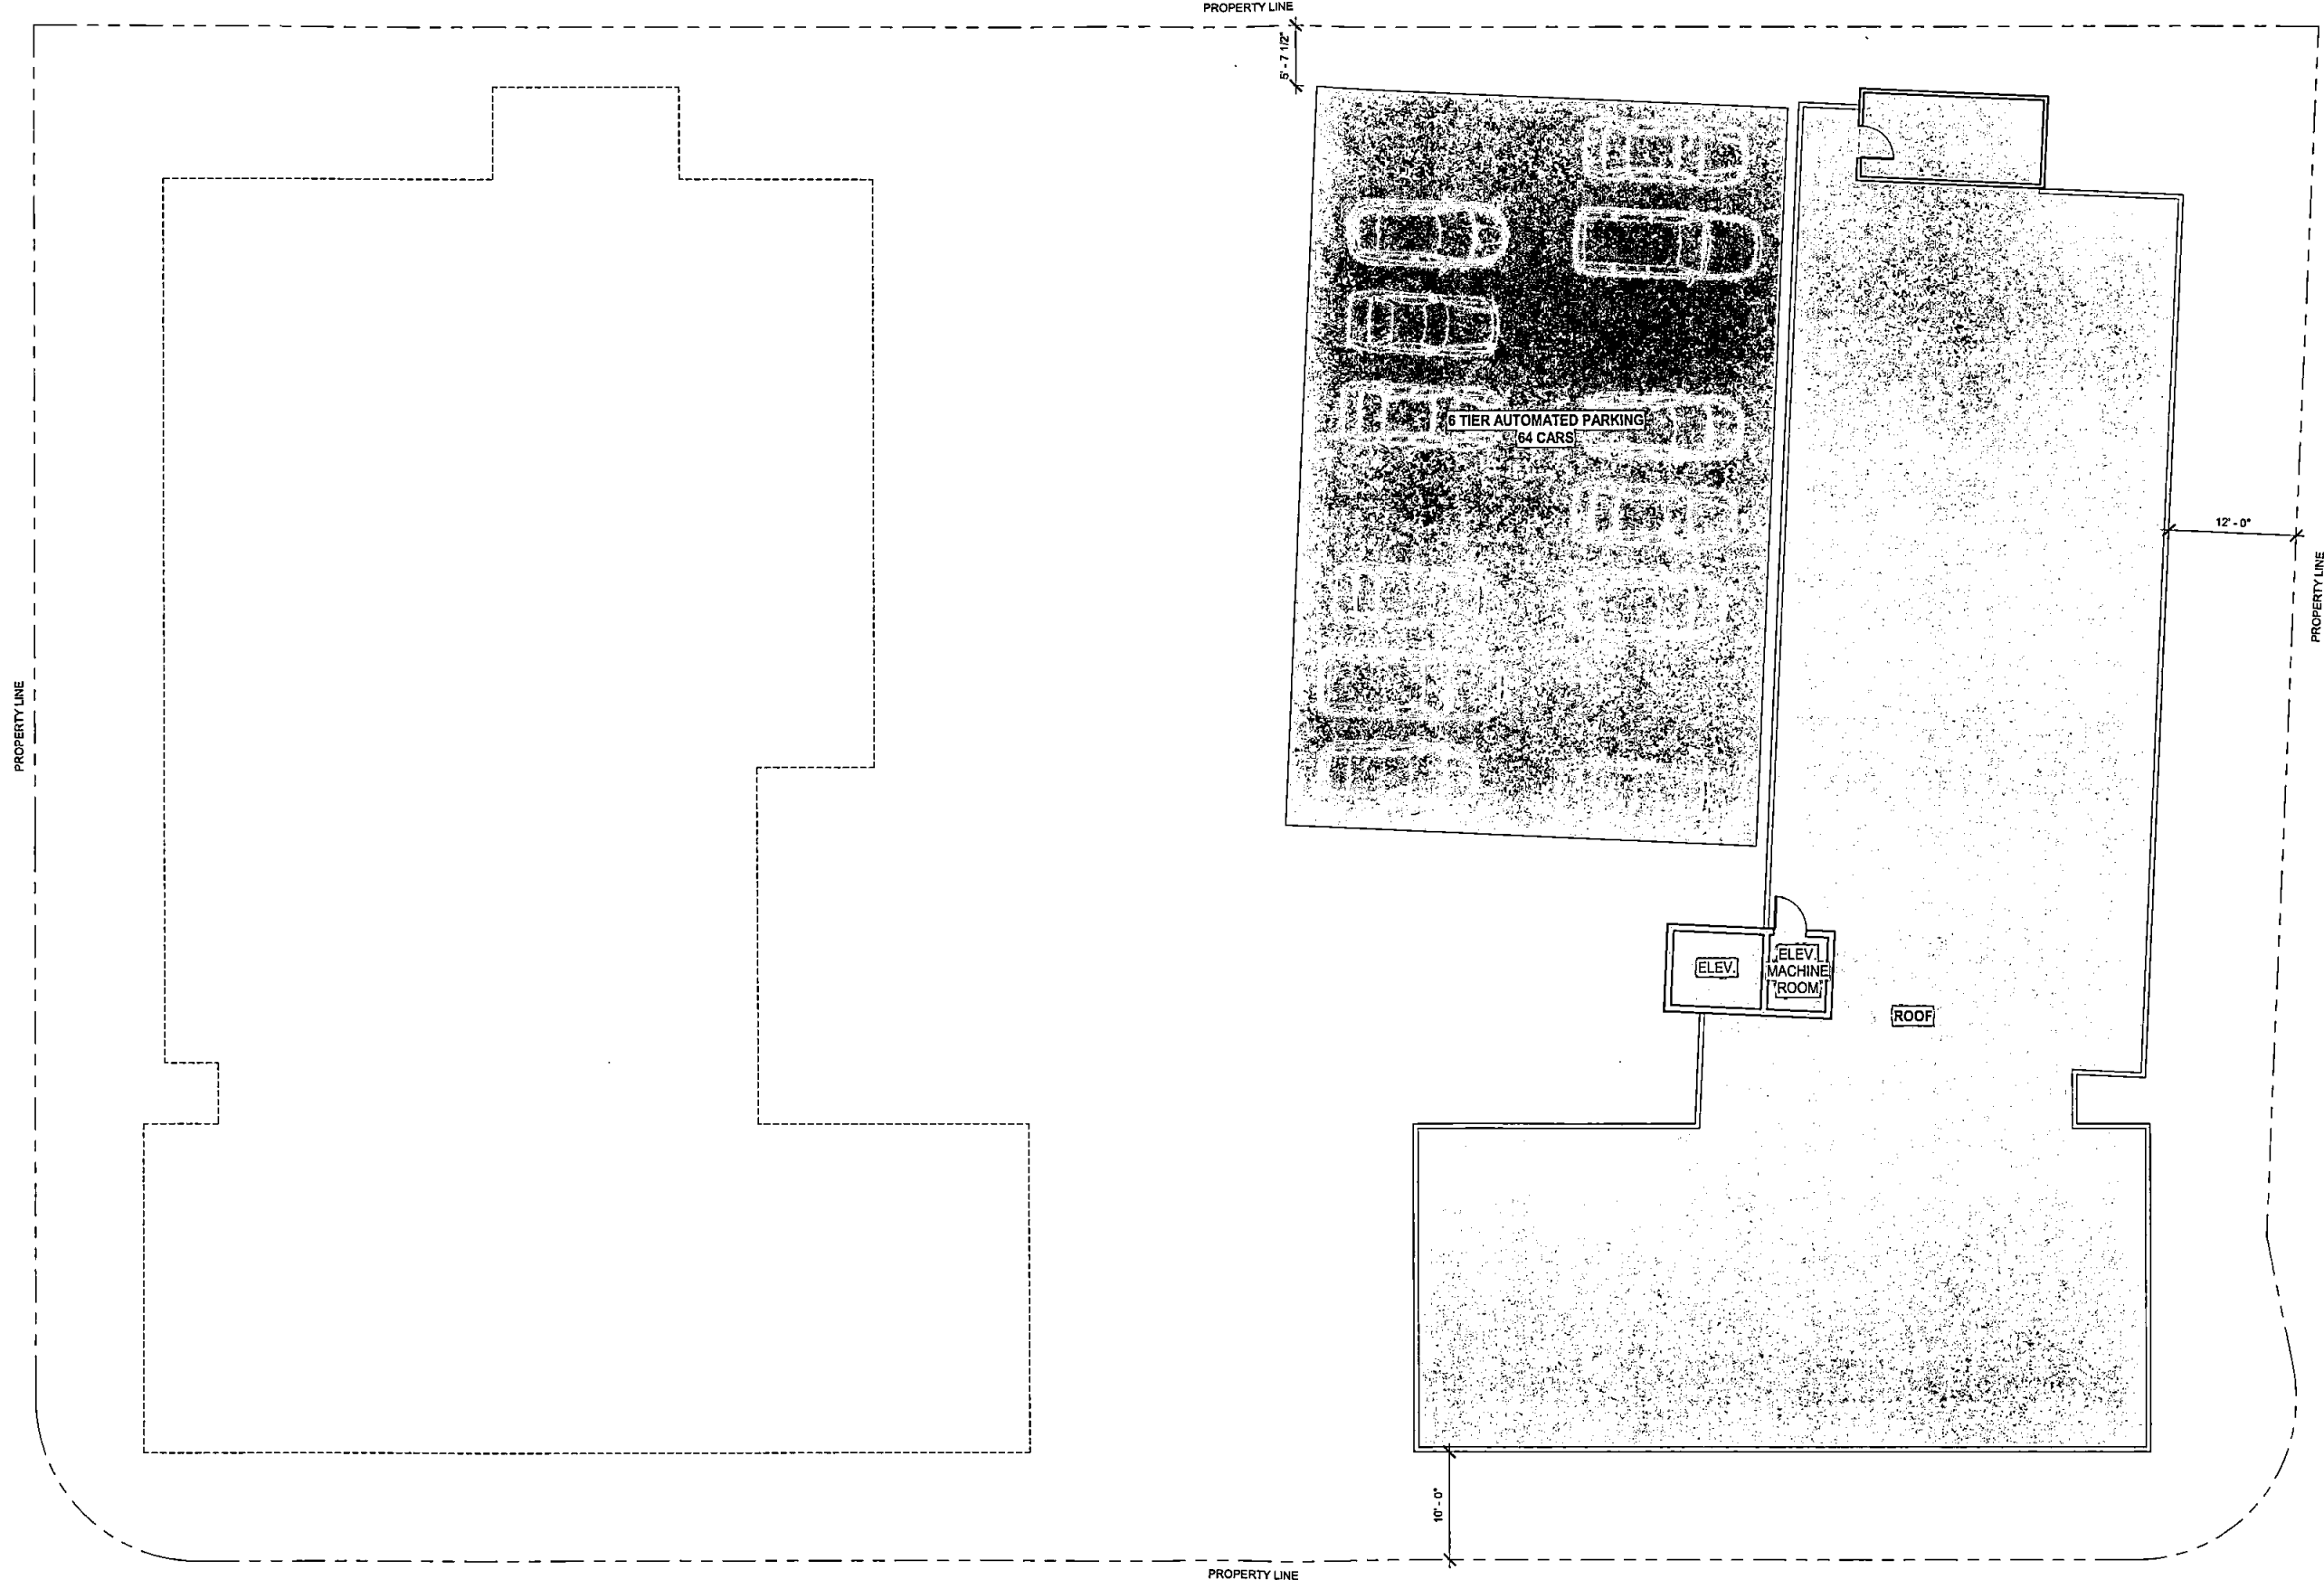 PROPERTY LINE
5' - 7 1/2"
6 TIER AUTOMATED PARKING
64 CARS
12' - 0"
PROPERTY LINE
PROPERTY LINE
ELEV.
ELEV.
MACHINE
ROOM
ROOF
10' - 0"
PROPERTY LINE